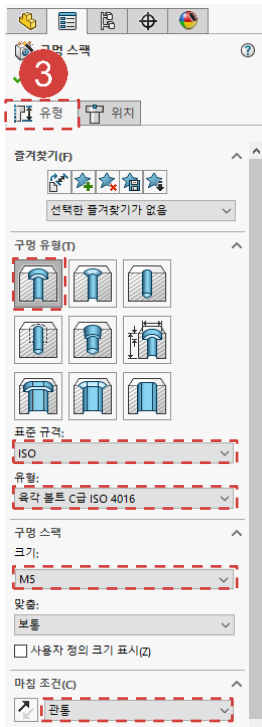 구멍 스팩
3
유형
위치
즐겨찾기(F)
선택한 즐겨찾기가 없음
구멍 유형(T)
표준 규격:
ISO
유형:
육각 볼트 C급 ISO 4016
구멍 스팩
크기:
M5
맞춤:
보통
사용자 정의 크기 표시(Z)
마침 조건(C)
관통